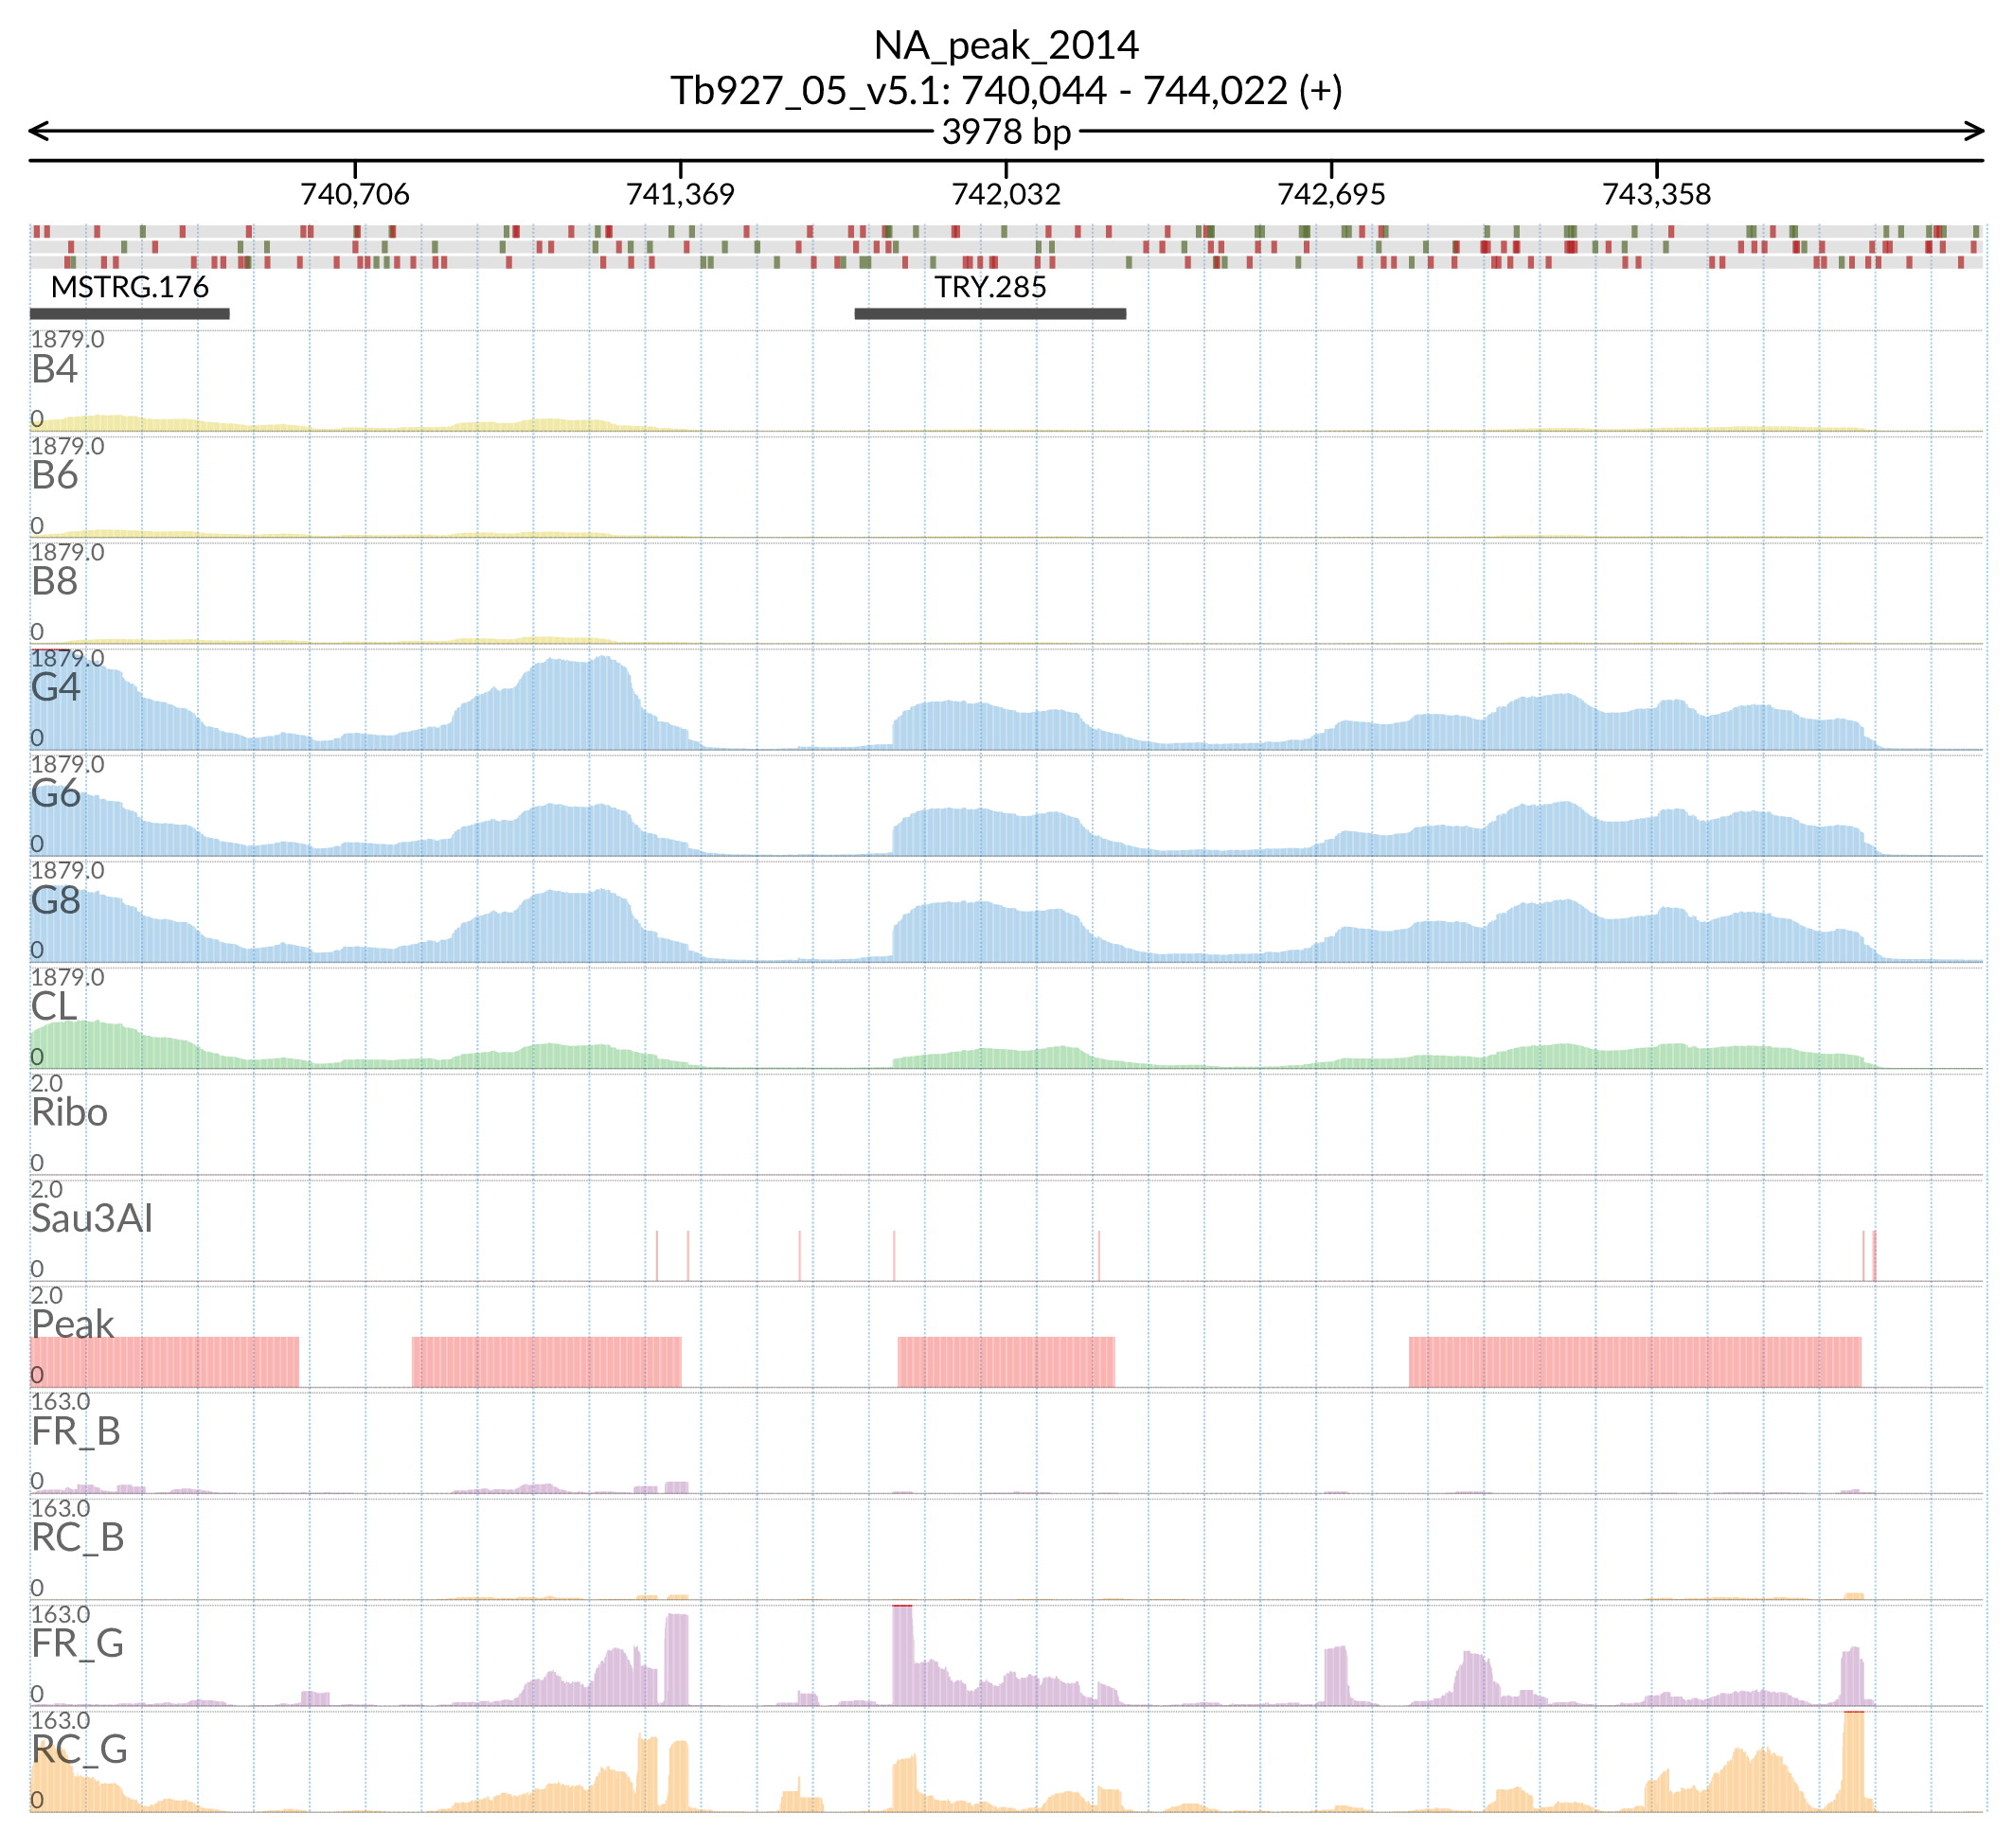 NA_peak_2014
Tb927_05_v5.1: 740,044 - 744,022 (+)
3978 bp
740,706 741,369 742,032 742,695 743,358
MSTRG.176 TRY.285
1879.0
B4
0
1879.0
B6
0
1879.0
B8
0
1879.0
G4
0
1879.0
G6
0
1879.0
G8
0
1879.0
CL
0
2.0
Ribo
0
2.0
Sau3AI
0
2.0
Peak
0
163.0
FR_B
0
163.0
RC_B
0
163.0
FR_G
0
163.0
RC_G
0